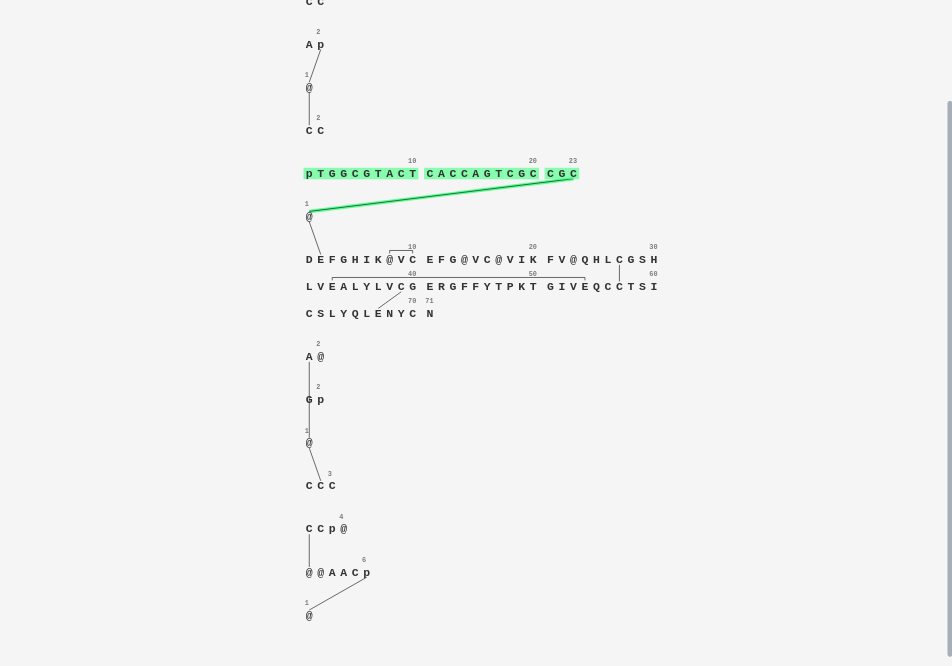 C C
2
A p
1
@
2
C C
10 20 23
p T G G C G T A C T C A C C A G T C G C C G C
1
@
10 20 30
D E F G H I K @ V C E F G @ V C @ V I K F V @ Q H L C G S H
40 50 60
L V E A L Y L V C G E R G F F Y T P K T G I V E Q C C T S I
70 71
C S L Y Q L E N Y C N
2
A @
2
G p
1
@
3
C C C
4
C C p @
6
@ @ A A C p
1
@